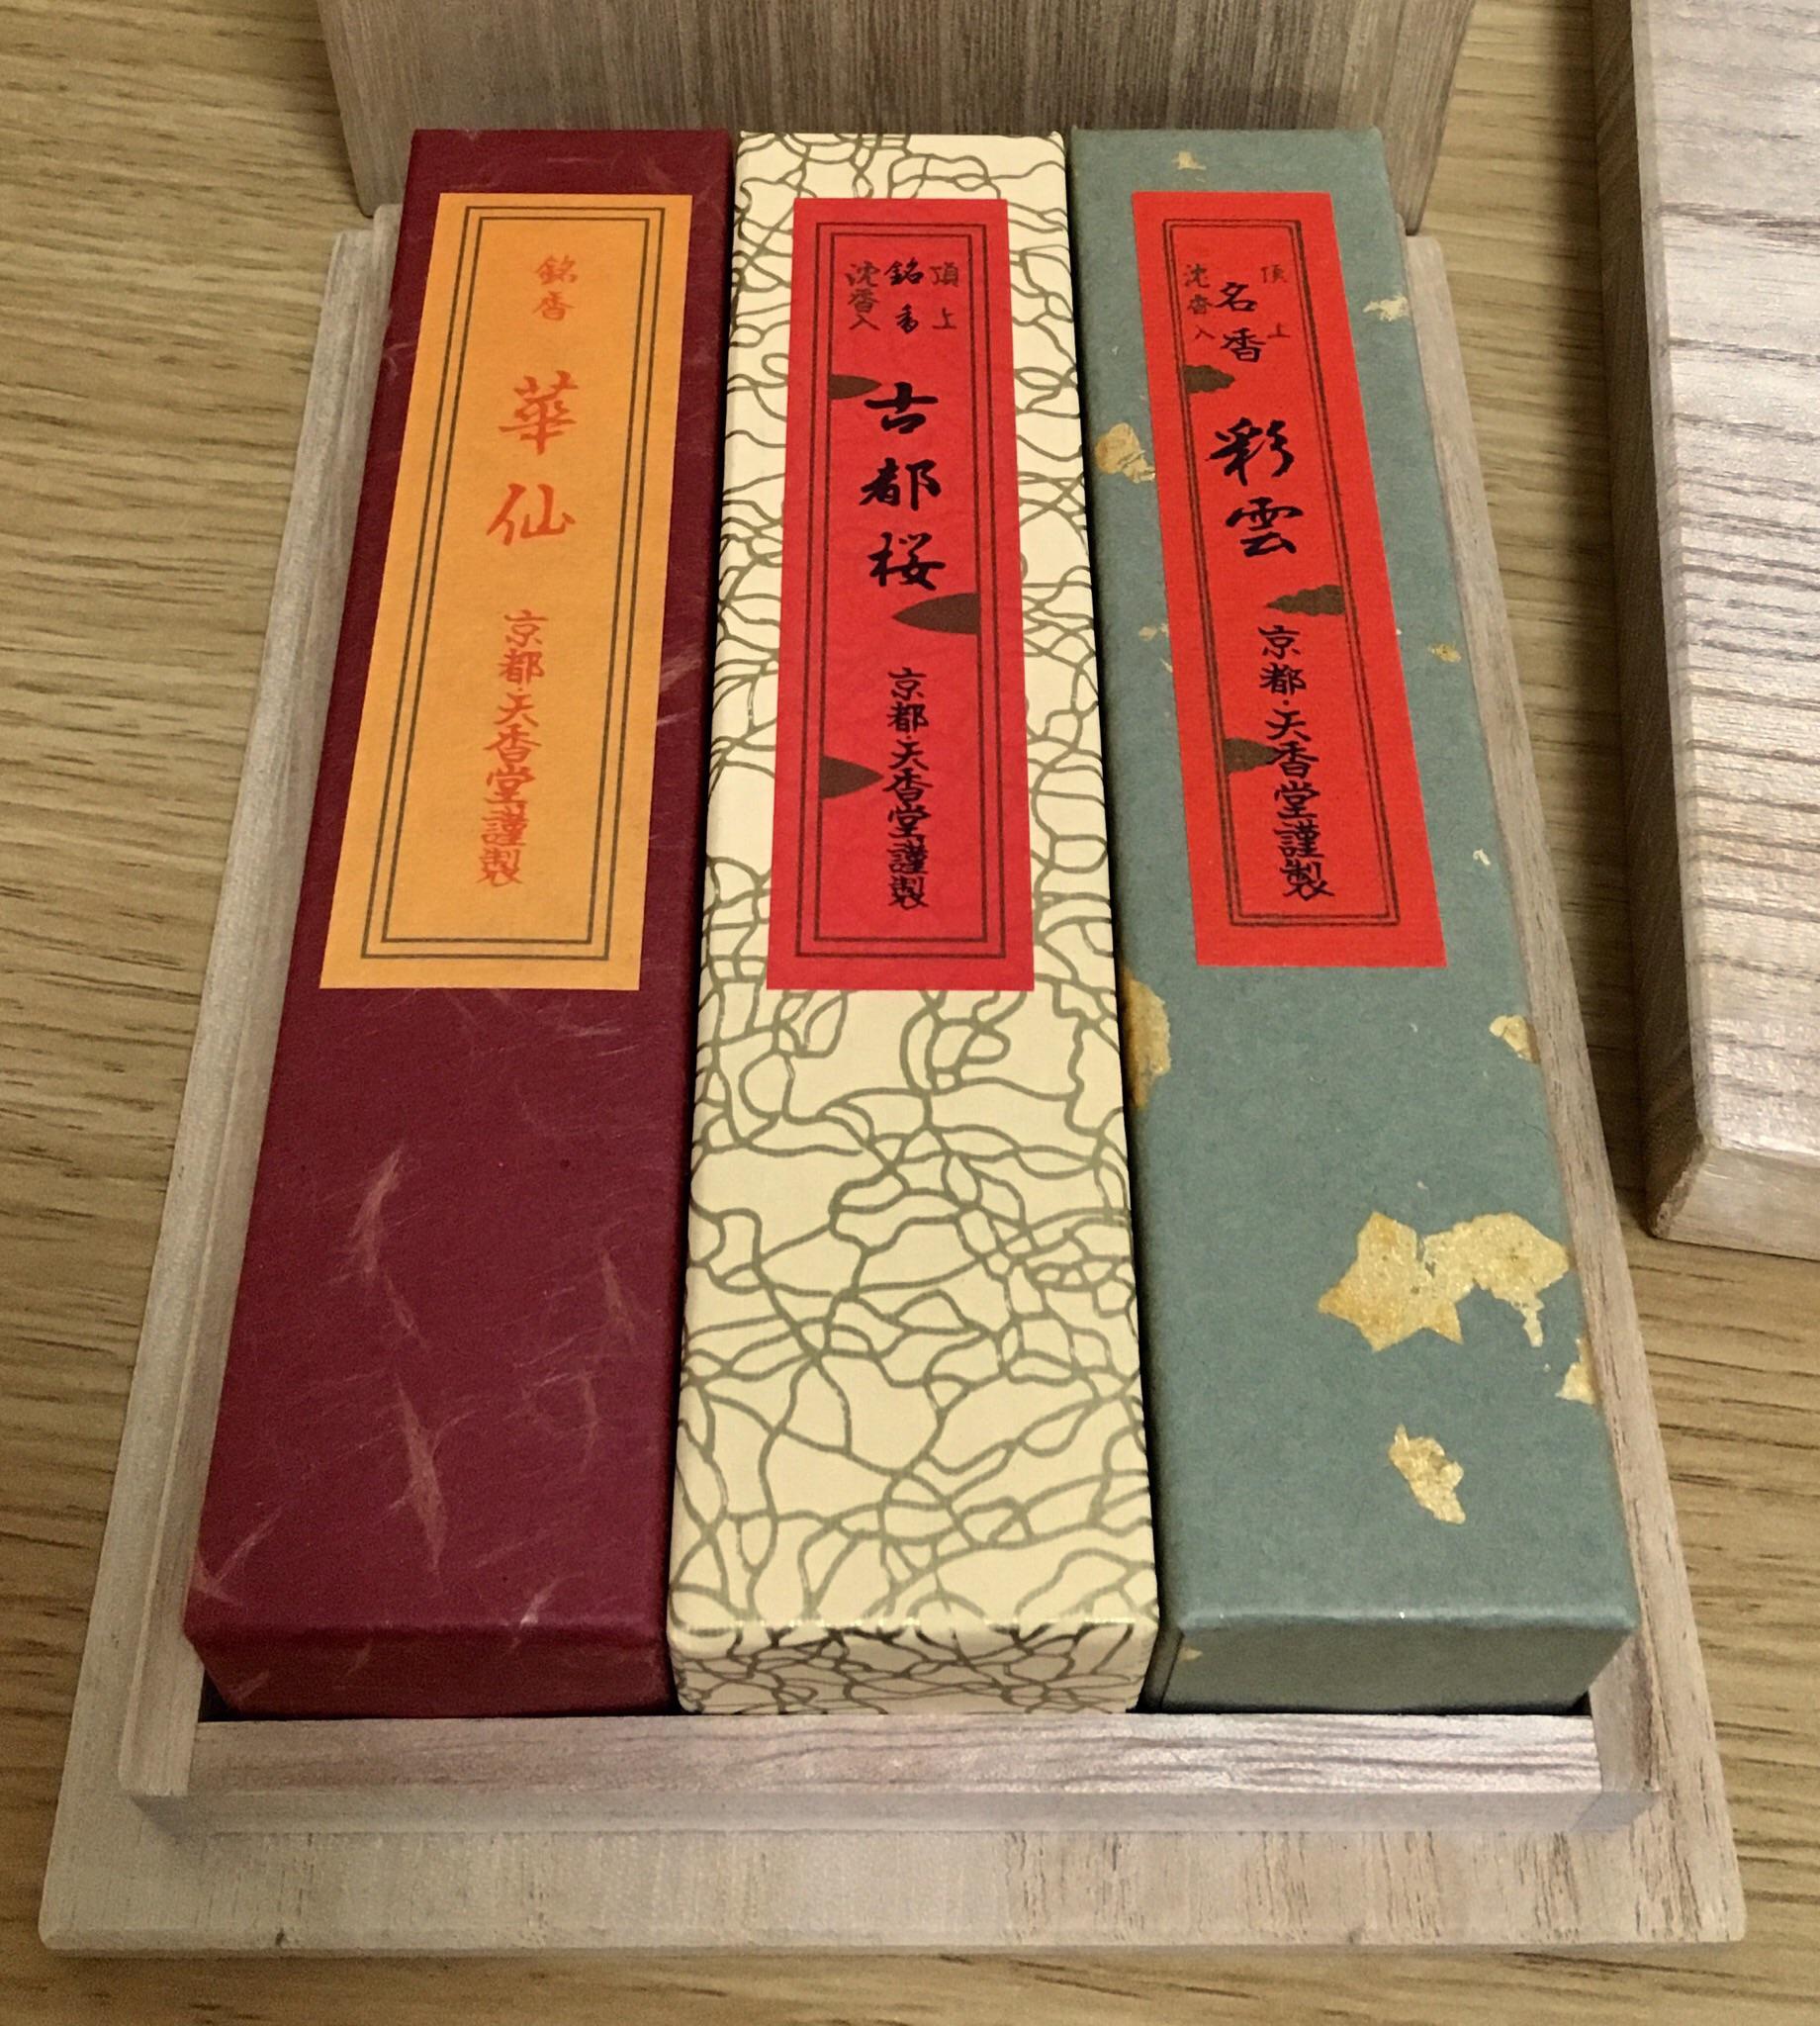 銘香
華仙
京都・天香堂謹製
頂上
銘香
沈香入
古都桜
京都・天香堂謹製
頂上
名香
沈香入
彩雲
京都・天香堂謹製